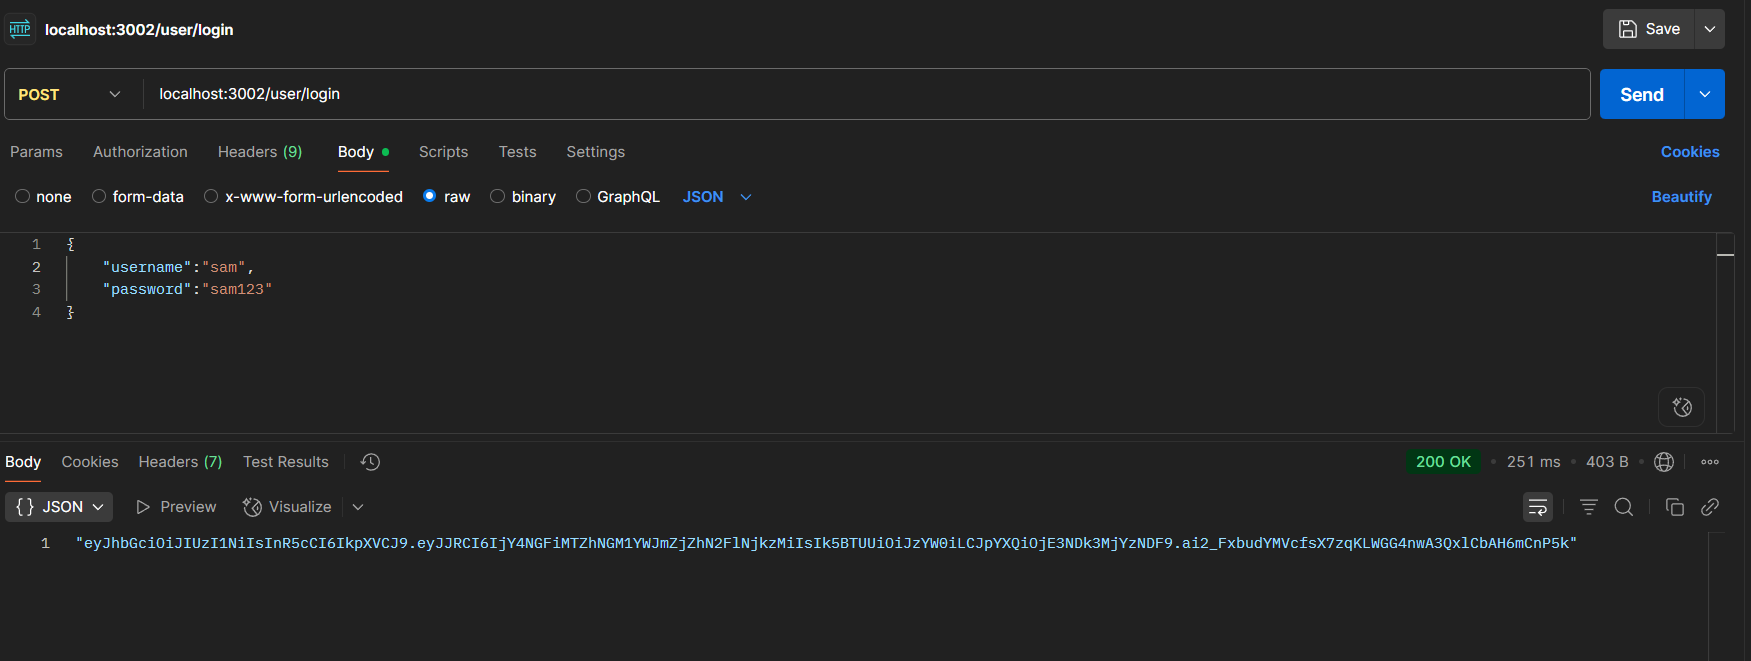 HTTP localhost:3002/user/login
Save
POST localhost:3002/user/login
Send
Params Authorization Headers (9) Body Scripts Tests Settings Cookies
none form-data x-www-form-urlencoded raw binary GraphQL JSON Beautify
1 {
2 "username":"sam",
3 "password":"sam123"
4 }
Body Cookies Headers (7) Test Results 200 OK • 251 ms • 403 B
{} JSON Preview Visualize
1 "eyJhbGciOiJIUzI1NiIsInR5cCI6IkpXVCJ9.eyJJRCI6IjY4NGFiMTZhNGM1YWJmZjZhN2FlNjkzMiIsIk5BTUUiOiJzYW0iLCJpYXQiOjE3NDk3MjYzNDF9.ai2_FxbudYMVcfsX7zqKLWGG4nwA3QxlCbAH6mCnP5k"